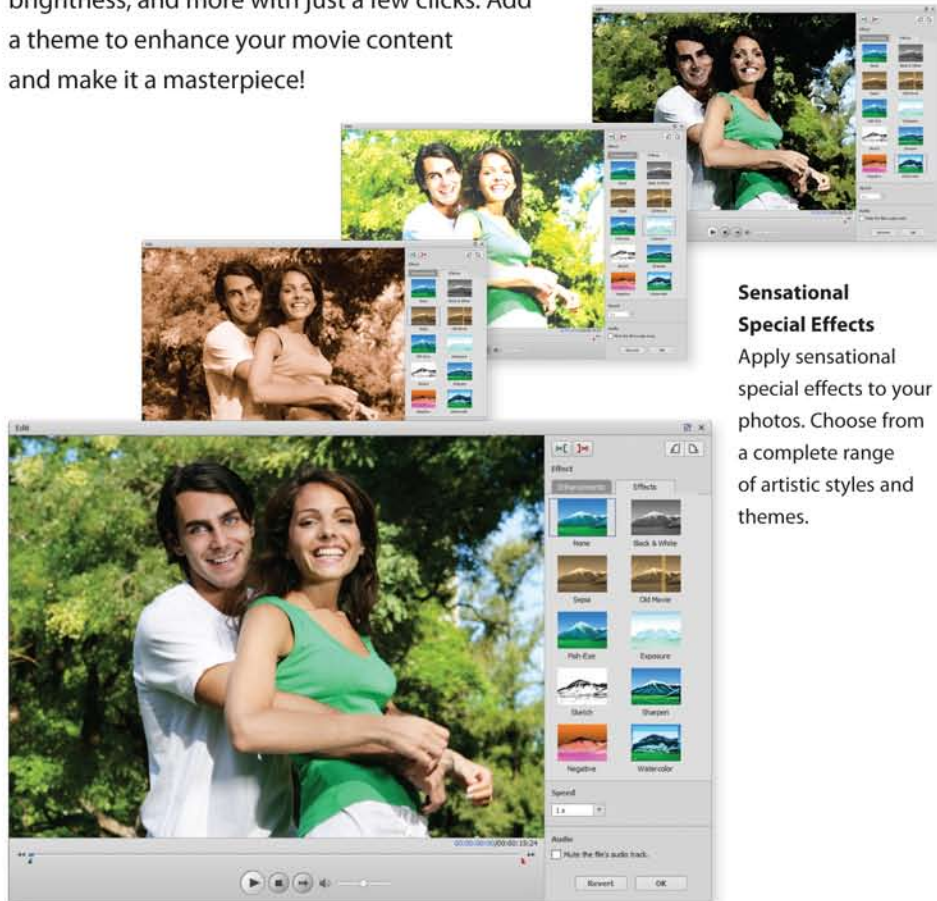 brightness, and more with just a few clicks. Add
a theme to enhance your movie content
and make it a masterpiece!
Sensational
Special Effects
Apply sensational
special effects to your
photos. Choose from
a complete range
of artistic styles and
themes.
Edit
Effect
Enhancements Effects
None Black & White
Sepia Old Movie
Fish-Eye Exposure
Sketch Sharpen
Negative Watercolor
Speed
1 x
00:00:00:00/00:00:19:24
Audio
Mute the file's audio track.
Revert OK